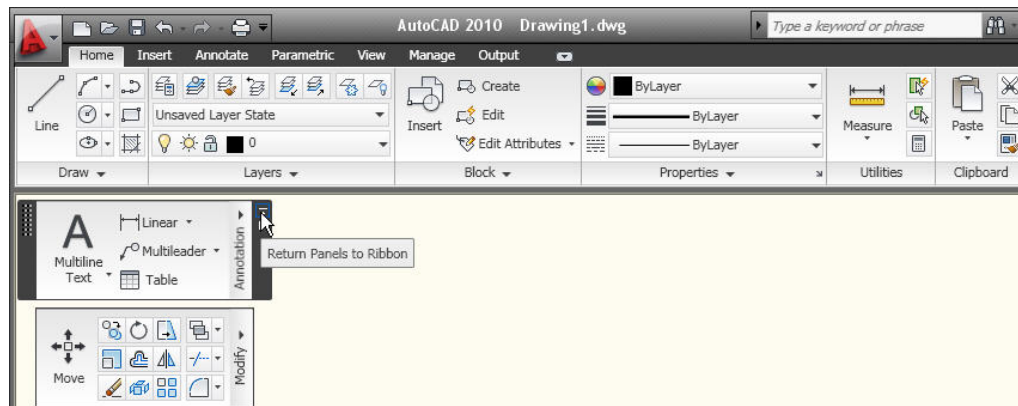 AutoCAD 2010 Drawing1.dwg
Type a keyword or phrase
Home Insert Annotate Parametric View Manage Output
Line
Unsaved Layer State
0
Insert
Create
Edit
Edit Attributes
ByLayer
ByLayer
ByLayer
Measure
Paste
Draw Layers Block Properties Utilities Clipboard
A
Multiline
Text
Linear
Multileader
Table
Annotation
Return Panels to Ribbon
Move
Modify